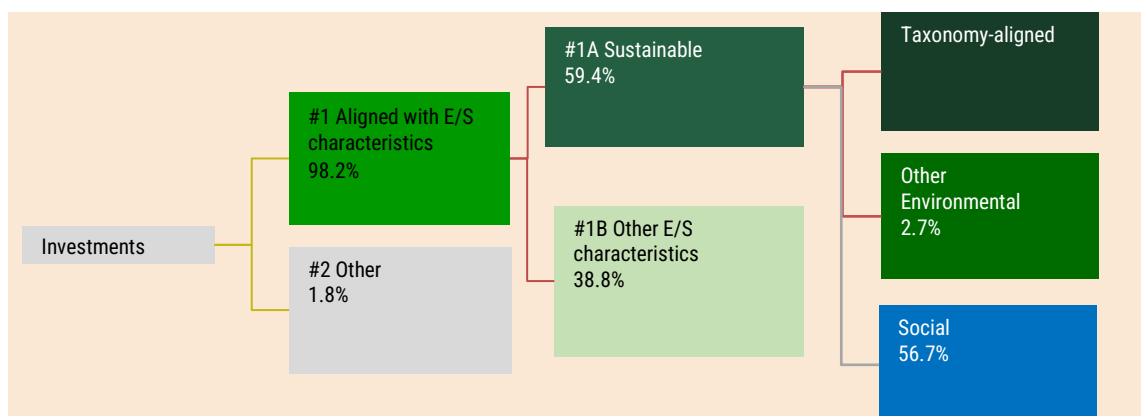 Investments
#1 Aligned with E/S
characteristics
98.2%
#2 Other
1.8%
#1A Sustainable
59.4%
#1B Other E/S
characteristics
38.8%
Taxonomy-aligned
Other
Environmental
2.7%
Social
56.7%